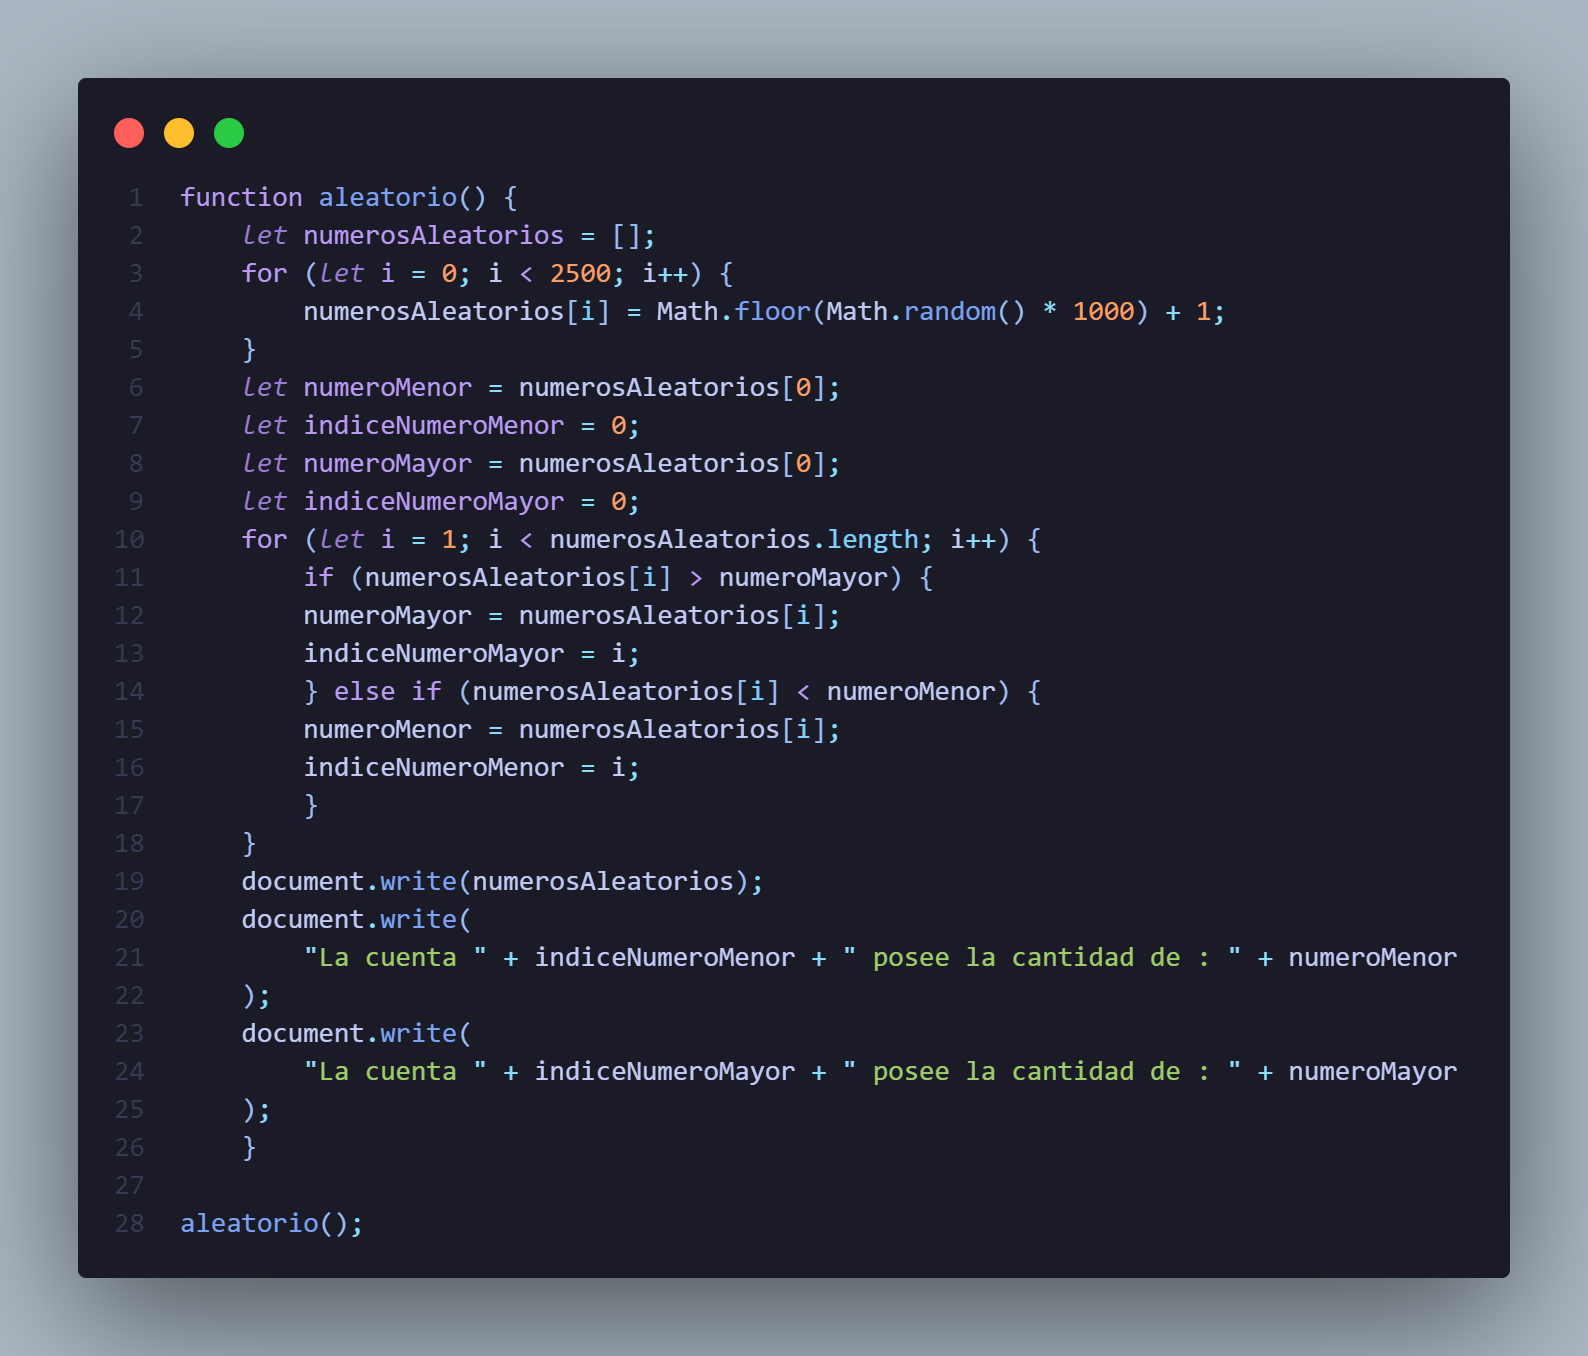 1 function aleatorio() {
2     let numerosAleatorios = [];
3     for (let i = 0; i < 2500; i++) {
4         numerosAleatorios[i] = Math.floor(Math.random() * 1000) + 1;
5     }
6     let numeroMenor = numerosAleatorios[0];
7     let indiceNumeroMenor = 0;
8     let numeroMayor = numerosAleatorios[0];
9     let indiceNumeroMayor = 0;
10     for (let i = 1; i < numerosAleatorios.length; i++) {
11         if (numerosAleatorios[i] > numeroMayor) {
12         numeroMayor = numerosAleatorios[i];
13         indiceNumeroMayor = i;
14         } else if (numerosAleatorios[i] < numeroMenor) {
15         numeroMenor = numerosAleatorios[i];
16         indiceNumeroMenor = i;
17         }
18     }
19     document.write(numerosAleatorios);
20     document.write(
21         "La cuenta " + indiceNumeroMenor + " posee la cantidad de : " + numeroMenor
22     );
23     document.write(
24         "La cuenta " + indiceNumeroMayor + " posee la cantidad de : " + numeroMayor
25     );
26     }
27
28 aleatorio();